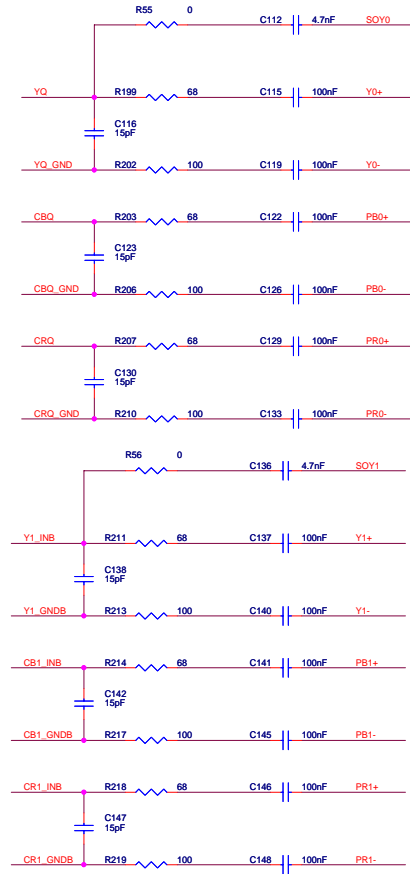 R55 0 C112 4.7nF SOY0
YQ R199 68 C115 100nF Y0+
C116
15pF
YQ_GND R202 100 C119 100nF Y0-
CBQ R203 68 C122 100nF PB0+
C123
15pF
CBQ_GND R206 100 C126 100nF PB0-
CRQ R207 68 C129 100nF PR0+
C130
15pF
CRQ_GND R210 100 C133 100nF PR0-
R56 0 C136 4.7nF SOY1
Y1_INB R211 68 C137 100nF Y1+
C138
15pF
Y1_GNDB R213 100 C140 100nF Y1-
CB1_INB R214 68 C141 100nF PB1+
C142
15pF
CB1_GNDB R217 100 C145 100nF PB1-
CR1_INB R218 68 C146 100nF PR1+
C147
15pF
CR1_GNDB R219 100 C148 100nF PR1-